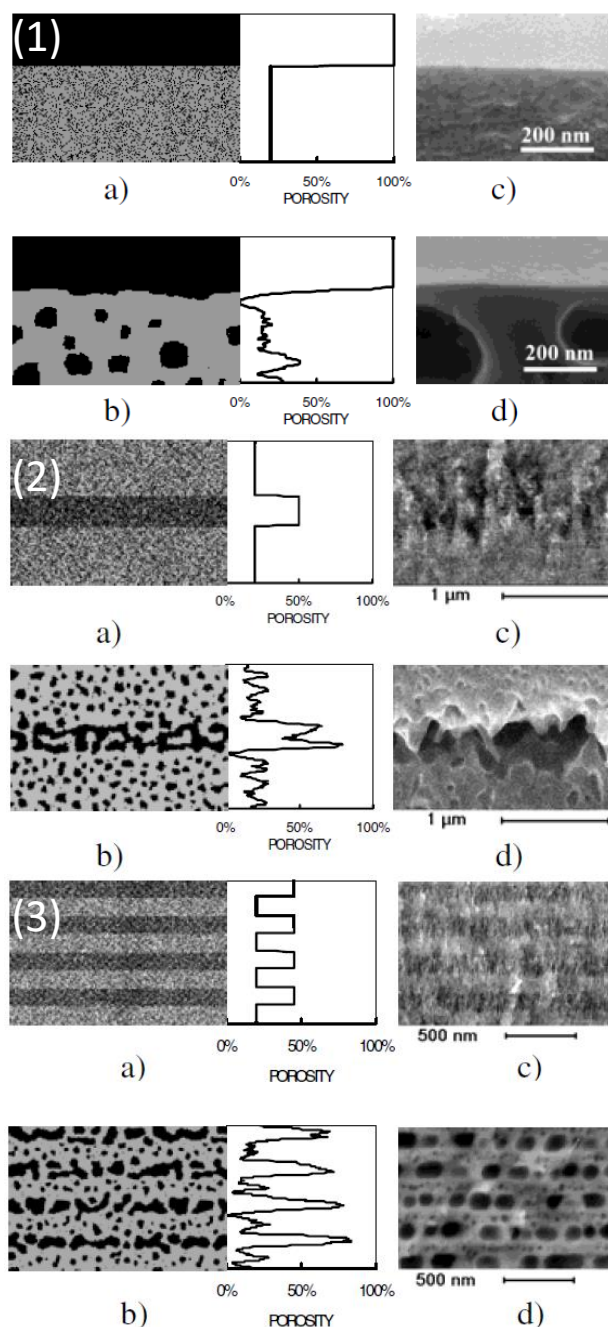 (1)
200 nm
0% 50% 100%
a) POROSITY c)
200 nm
0% 50% 100%
b) POROSITY d)
(2)
0% 50% 100% 1 µm
a) POROSITY c)
0% 50% 100% 1 µm
b) POROSITY d)
(3)
0% 50% 100% 500 nm
a) POROSITY c)
0% 50% 100% 500 nm
b) POROSITY d)